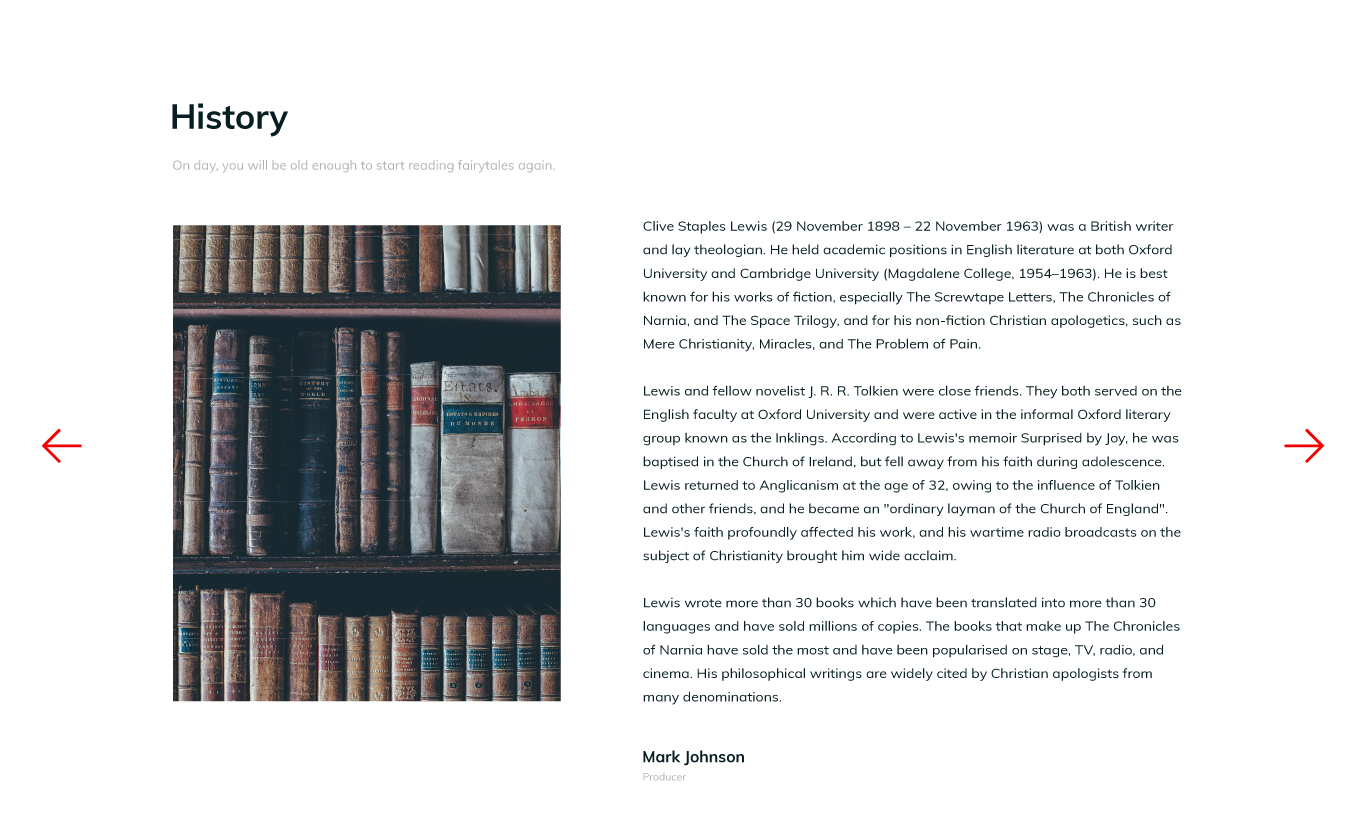 History
On day, you will be old enough to start reading fairytales again.
Clive Staples Lewis (29 November 1898 – 22 November 1963) was a British writer
and lay theologian. He held academic positions in English literature at both Oxford
University and Cambridge University (Magdalene College, 1954–1963). He is best
known for his works of fiction, especially The Screwtape Letters, The Chronicles of
Narnia, and The Space Trilogy, and for his non-fiction Christian apologetics, such as
Mere Christianity, Miracles, and The Problem of Pain.
Lewis and fellow novelist J. R. R. Tolkien were close friends. They both served on the
English faculty at Oxford University and were active in the informal Oxford literary
group known as the Inklings. According to Lewis's memoir Surprised by Joy, he was
baptised in the Church of Ireland, but fell away from his faith during adolescence.
Lewis returned to Anglicanism at the age of 32, owing to the influence of Tolkien
and other friends, and he became an "ordinary layman of the Church of England".
Lewis's faith profoundly affected his work, and his wartime radio broadcasts on the
subject of Christianity brought him wide acclaim.
Lewis wrote more than 30 books which have been translated into more than 30
languages and have sold millions of copies. The books that make up The Chronicles
of Narnia have sold the most and have been popularised on stage, TV, radio, and
cinema. His philosophical writings are widely cited by Christian apologists from
many denominations.
Mark Johnson
Producer
HISTORY
OF THE
WORLD
Estats.
ESTATS & EMPIRES
DU MONDE
PERRON